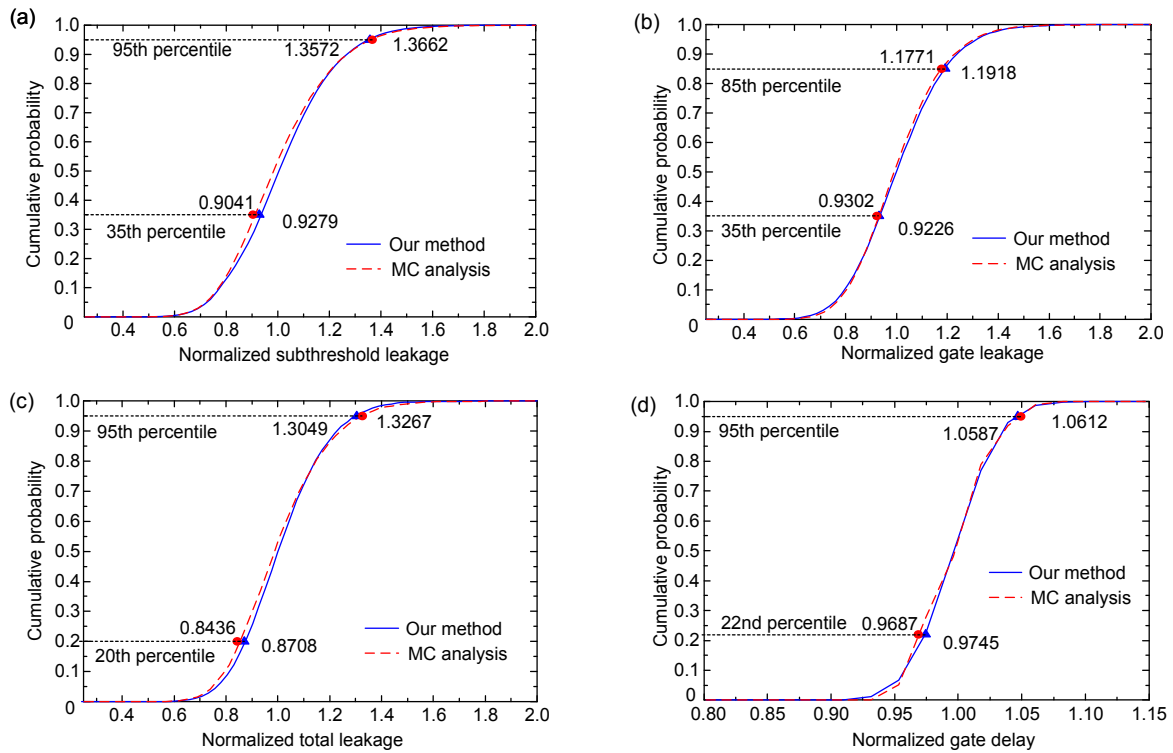 (a)
1.0
0.9
0.8
0.7
0.6
0.5
0.4
0.3
0.2
0.1
0
Cumulative probability
95th percentile
1.3572
1.3662
0.9041
35th percentile
0.9279
Our method
MC analysis
0.4 0.6 0.8 1.0 1.2 1.4 1.6 1.8 2.0
Normalized subthreshold leakage
(b)
1.0
0.9
0.8
0.7
0.6
0.5
0.4
0.3
0.2
0.1
0
Cumulative probability
1.1771
85th percentile
1.1918
0.9302
35th percentile
0.9226
Our method
MC analysis
0.4 0.6 0.8 1.0 1.2 1.4 1.6 1.8 2.0
Normalized gate leakage
(c)
1.0
0.9
0.8
0.7
0.6
0.5
0.4
0.3
0.2
0.1
0
Cumulative probability
95th percentile
1.3049
1.3267
0.8436
20th percentile
0.8708
Our method
MC analysis
0.4 0.6 0.8 1.0 1.2 1.4 1.6 1.8 2.0
Normalized total leakage
(d)
1.0
0.9
0.8
0.7
0.6
0.5
0.4
0.3
0.2
0.1
0
Cumulative probability
95th percentile
1.0587
1.0612
22nd percentile
0.9687
0.9745
Our method
MC analysis
0.80 0.85 0.90 0.95 1.00 1.05 1.10 1.15
Normalized gate delay